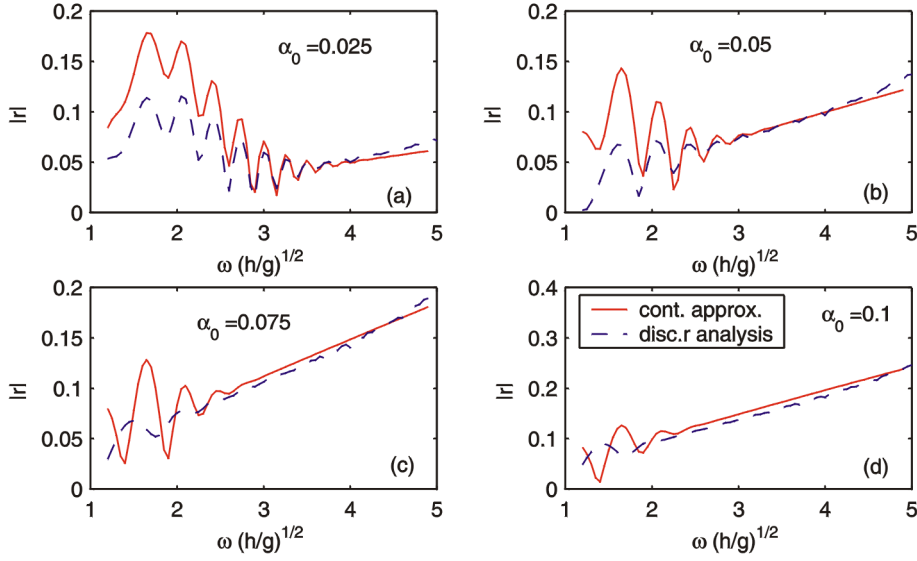 0.2
0.15
0.1
0.05
0
|r|
α0 =0.025
(a)
1 2 3 4 5
ω (h/g)1/2
0.2
0.15
0.1
0.05
0
|r|
α0 =0.05
(b)
1 2 3 4 5
ω (h/g)1/2
0.2
0.15
0.1
0.05
0
|r|
α0 =0.075
(c)
1 2 3 4 5
ω (h/g)1/2
0.4
0.3
0.2
0.1
0
|r|
cont. approx.
disc.r analysis
α0 =0.1
(d)
1 2 3 4 5
ω (h/g)1/2